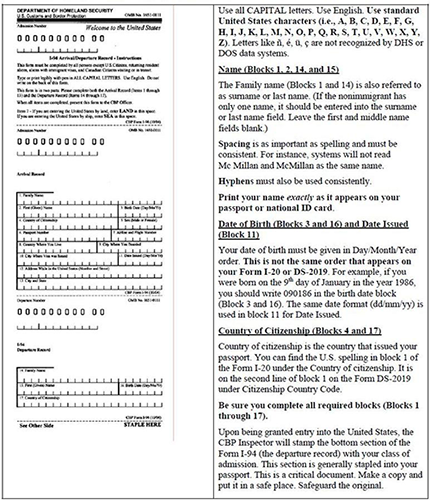 DEPARTMENT OF HOMELAND SECURITY
U.S. Customs and Border Protection
OMB No. 1651-0111
Admission Number
Welcome to the United States
I-94 Arrival/Departure Record - Instructions
This form must be completed by all persons except U.S. Citizens, returning resident
aliens, aliens with immigrant visas, and Canadian Citizens visiting or in transit.
Type or print legibly with pen in ALL CAPITAL LETTERS. Use English. Do not
write on the back of this form.
This form is in two parts. Please complete both the Arrival Record (Items 1 through
13) and the Departure Record (Items 14 through 17).
When all items are completed, present this form to the CBP Officer.
Item 7 - If you are entering the United States by land, enter LAND in this space.
If you are entering the United States by ship, enter SEA in this space.
Admission Number
OMB No. 1651-0111
Arrival Record
1. Family Name
2. First (Given) Name
3. Birth Date (Day/Mo/Yr)
4. Country of Citizenship
5. Sex (Male or Female)
6. Passport Number
7. Airline and Flight Number
8. Country Where You Live
9. City Where You Boarded
10. City Where Visa was Issued
11. Date Issued (Day/Mo/Yr)
12. Address While in the United States (Number and Street)
13. City and State
Departure Number
OMB No. 1651-0111
I-94
Departure Record
14. Family Name
15. First (Given) Name
16. Birth Date (Day/Mo/Yr)
17. Country of Citizenship
See Other Side
STAPLE HERE
Use all CAPITAL letters. Use English. Use standard
United States characters (i.e., A, B, C, D, E, F, G,
H, I, J, K, L, M, N, O, P, Q, R, S, T, U, V, W, X, Y,
Z). Letters like ñ, é, ü, ç are not recognized by DHS or
DOS data systems.
Name (Blocks 1, 2, 14, and 15)
The Family name (Blocks 1 and 14) is also referred to
as surname or last name. (If the nonimmigrant has
only one name, it should be entered into the surname
or last name field. Leave the first and middle name
fields blank.)
Spacing is as important as spelling and must be
consistent. For instance, systems will not read
Mc Millan and McMillan as the same name.
Hyphens must also be used consistently.
Print your name exactly as it appears on your
passport or national ID card.
Date of Birth (Blocks 3 and 16) and Date Issued
(Block 11)
Your date of birth must be given in Day/Month/Year
order. This is not the same order that appears on
your Form I-20 or DS-2019. For example, if you
were born on the 9th day of January in the year 1986,
you should write 090186 in the birth date block
(Block 3 and 16). The same date format (dd/mm/yy) is
used in block 11 for Date Issued.
Country of Citizenship (Blocks 4 and 17)
Country of citizenship is the country that issued your
passport. You can find the U.S. spelling in block 1 of
the Form I-20 under the Country of citizenship. It is
on the second line of block 1 on the Form DS-2019
under Citizenship Country Code.
Be sure you complete all required blocks (Blocks 1
through 17).
Upon being granted entry into the United States, the
CBP Inspector will stamp the bottom section of the
Form I-94 (the departure record) with your class of
admission. This section is generally stapled into your
passport. This is a critical document. Make a copy and
put it in a safe place. Safeguard the original.